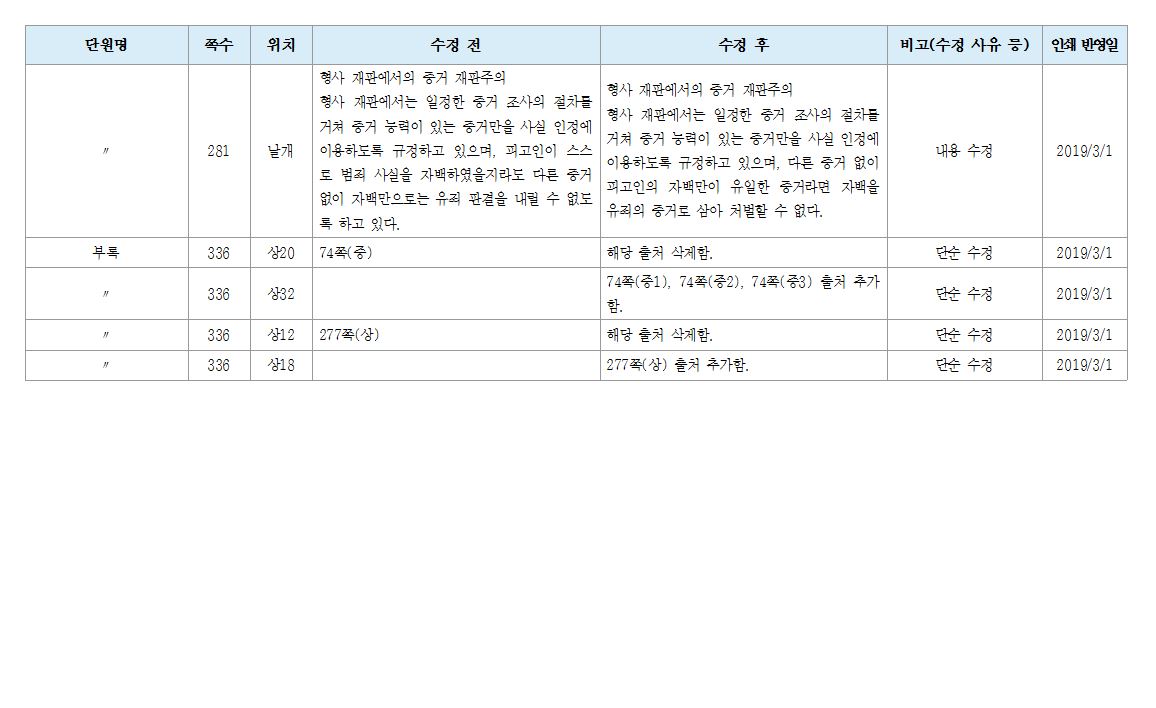 단원명 쪽수 위치 수정 전 수정 후 비고(수정 사유 등) 인쇄 반영일
〃 281 날개
형사 재판에서의 증거 재판주의
형사 재판에서는 일정한 증거 조사의 절차를
거쳐 증거 능력이 있는 증거만을 사실 인정에
이용하도록 규정하고 있으며, 피고인이 스스
로 범죄 사실을 자백하였을지라도 다른 증거
없이 자백만으로는 유죄 판결을 내릴 수 없도
록 하고 있다.
형사 재판에서의 증거 재판주의
형사 재판에서는 일정한 증거 조사의 절차를
거쳐 증거 능력이 있는 증거만을 사실 인정에
이용하도록 규정하고 있으며, 다른 증거 없이
피고인의 자백만이 유일한 증거라면 자백을
유죄의 증거로 삼아 처벌할 수 없다.
내용 수정 2019/3/1
부록 336 상20 74쪽(중) 해당 출처 삭제함. 단순 수정 2019/3/1
〃 336 상32 74쪽(중1), 74쪽(중2), 74쪽(중3) 출처 추가
함.
단순 수정 2019/3/1
〃 336 상12 277쪽(상) 해당 출처 삭제함. 단순 수정 2019/3/1
〃 336 상18 277쪽(상) 출처 추가함. 단순 수정 2019/3/1